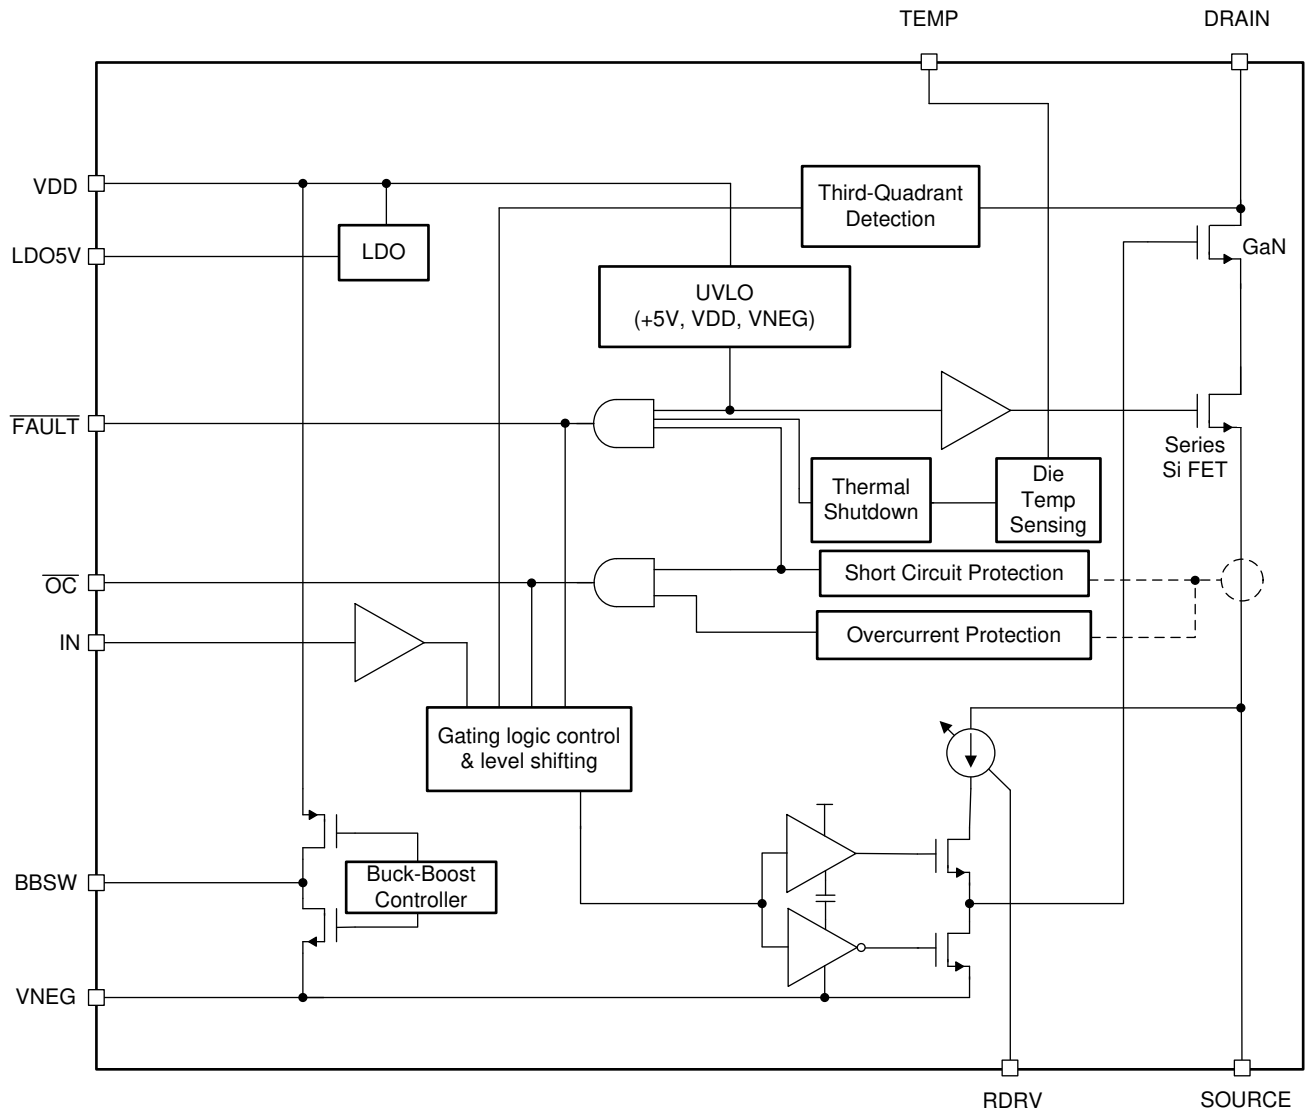 TEMP
DRAIN
VDD
Third-Quadrant
Detection
LDO5V
LDO
GaN
UVLO
(+5V, VDD, VNEG)
FAULT
Series
Si FET
Thermal
Shutdown
Die
Temp
Sensing
OC
Short Circuit Protection
IN
Overcurrent Protection
Gating logic control
& level shifting
BBSW
Buck-Boost
Controller
VNEG
RDRV
SOURCE